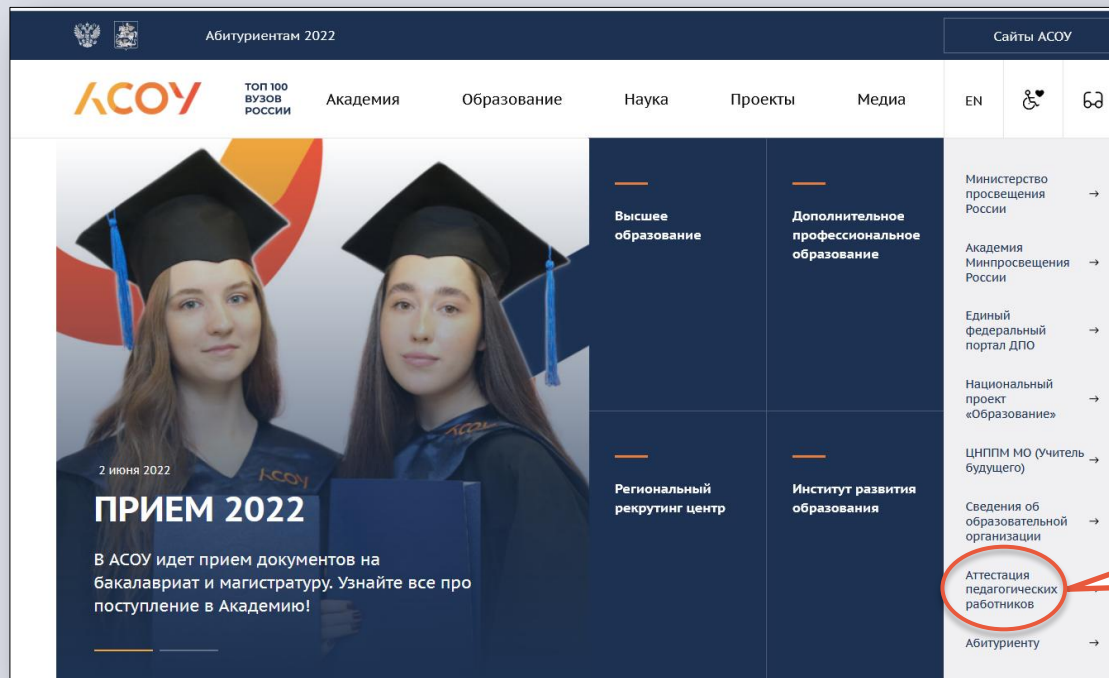 Абитуриентам 2022
Сайты АСОУ
АСОУ
ТОП 100
ВУЗОВ
РОССИИ
Академия
Образование
Наука
Проекты
Медиа
EN
2 июня 2022
ПРИЕМ 2022
В АСОУ идет прием документов на
бакалавриат и магистратуру. Узнайте все про
поступление в Академию!
Высшее
образование
Дополнительное
профессиональное
образование
Региональный
рекрутинг центр
Институт развития
образования
Министерство
просвещения
России
Академия
Минпросвещения
России
Единый
федеральный
портал ДПО
Национальный
проект
«Образование»
ЦНППМ МО (Учитель
будущего)
Сведения об
образовательной
организации
Аттестация
педагогических
работников
Абитуриенту
АСОУ
АСОУ